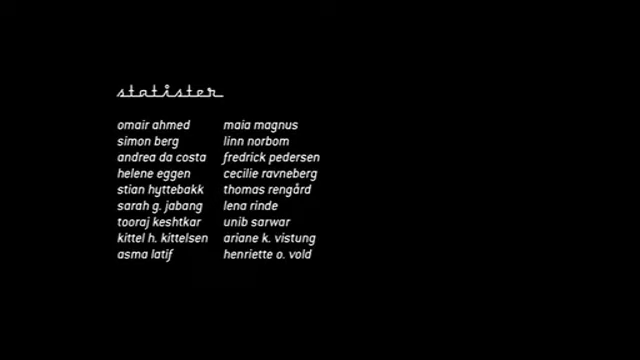 statister
omair ahmed
simon berg
andrea da costa
helene eggen
stian hyttebakk
sarah g. jabang
tooraj keshtkar
kittel h. kittelsen
asma latif
maia magnus
linn norbom
fredrick pedersen
cecilie ravneberg
thomas rengård
lena rinde
unib sarwar
ariane k. vistung
henriette o. vold